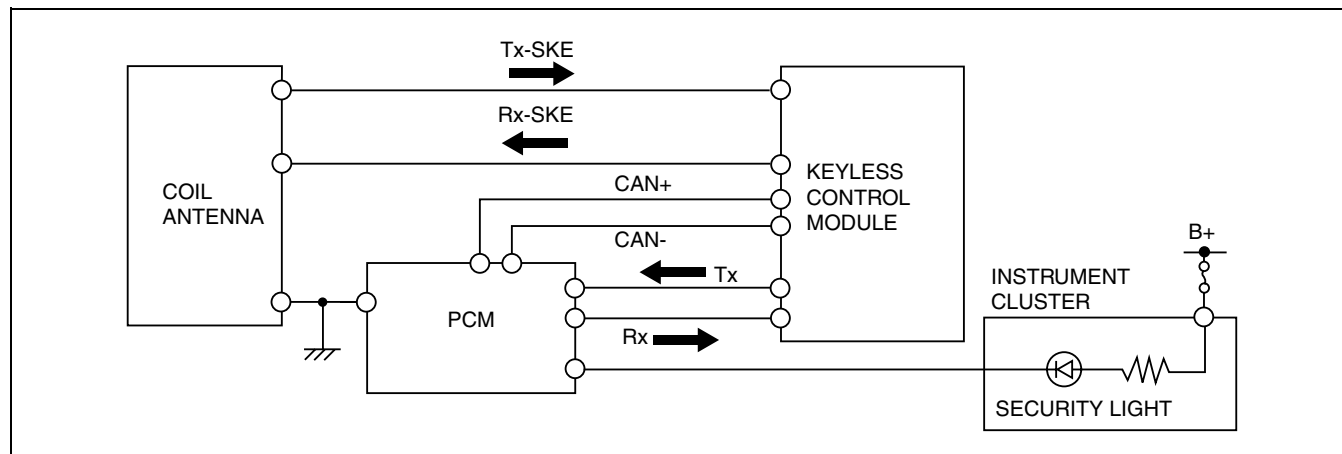 Tx-SKE
Rx-SKE
COIL
ANTENNA
CAN+
CAN-
KEYLESS
CONTROL
MODULE
Tx
PCM
Rx
B+
INSTRUMENT
CLUSTER
SECURITY LIGHT